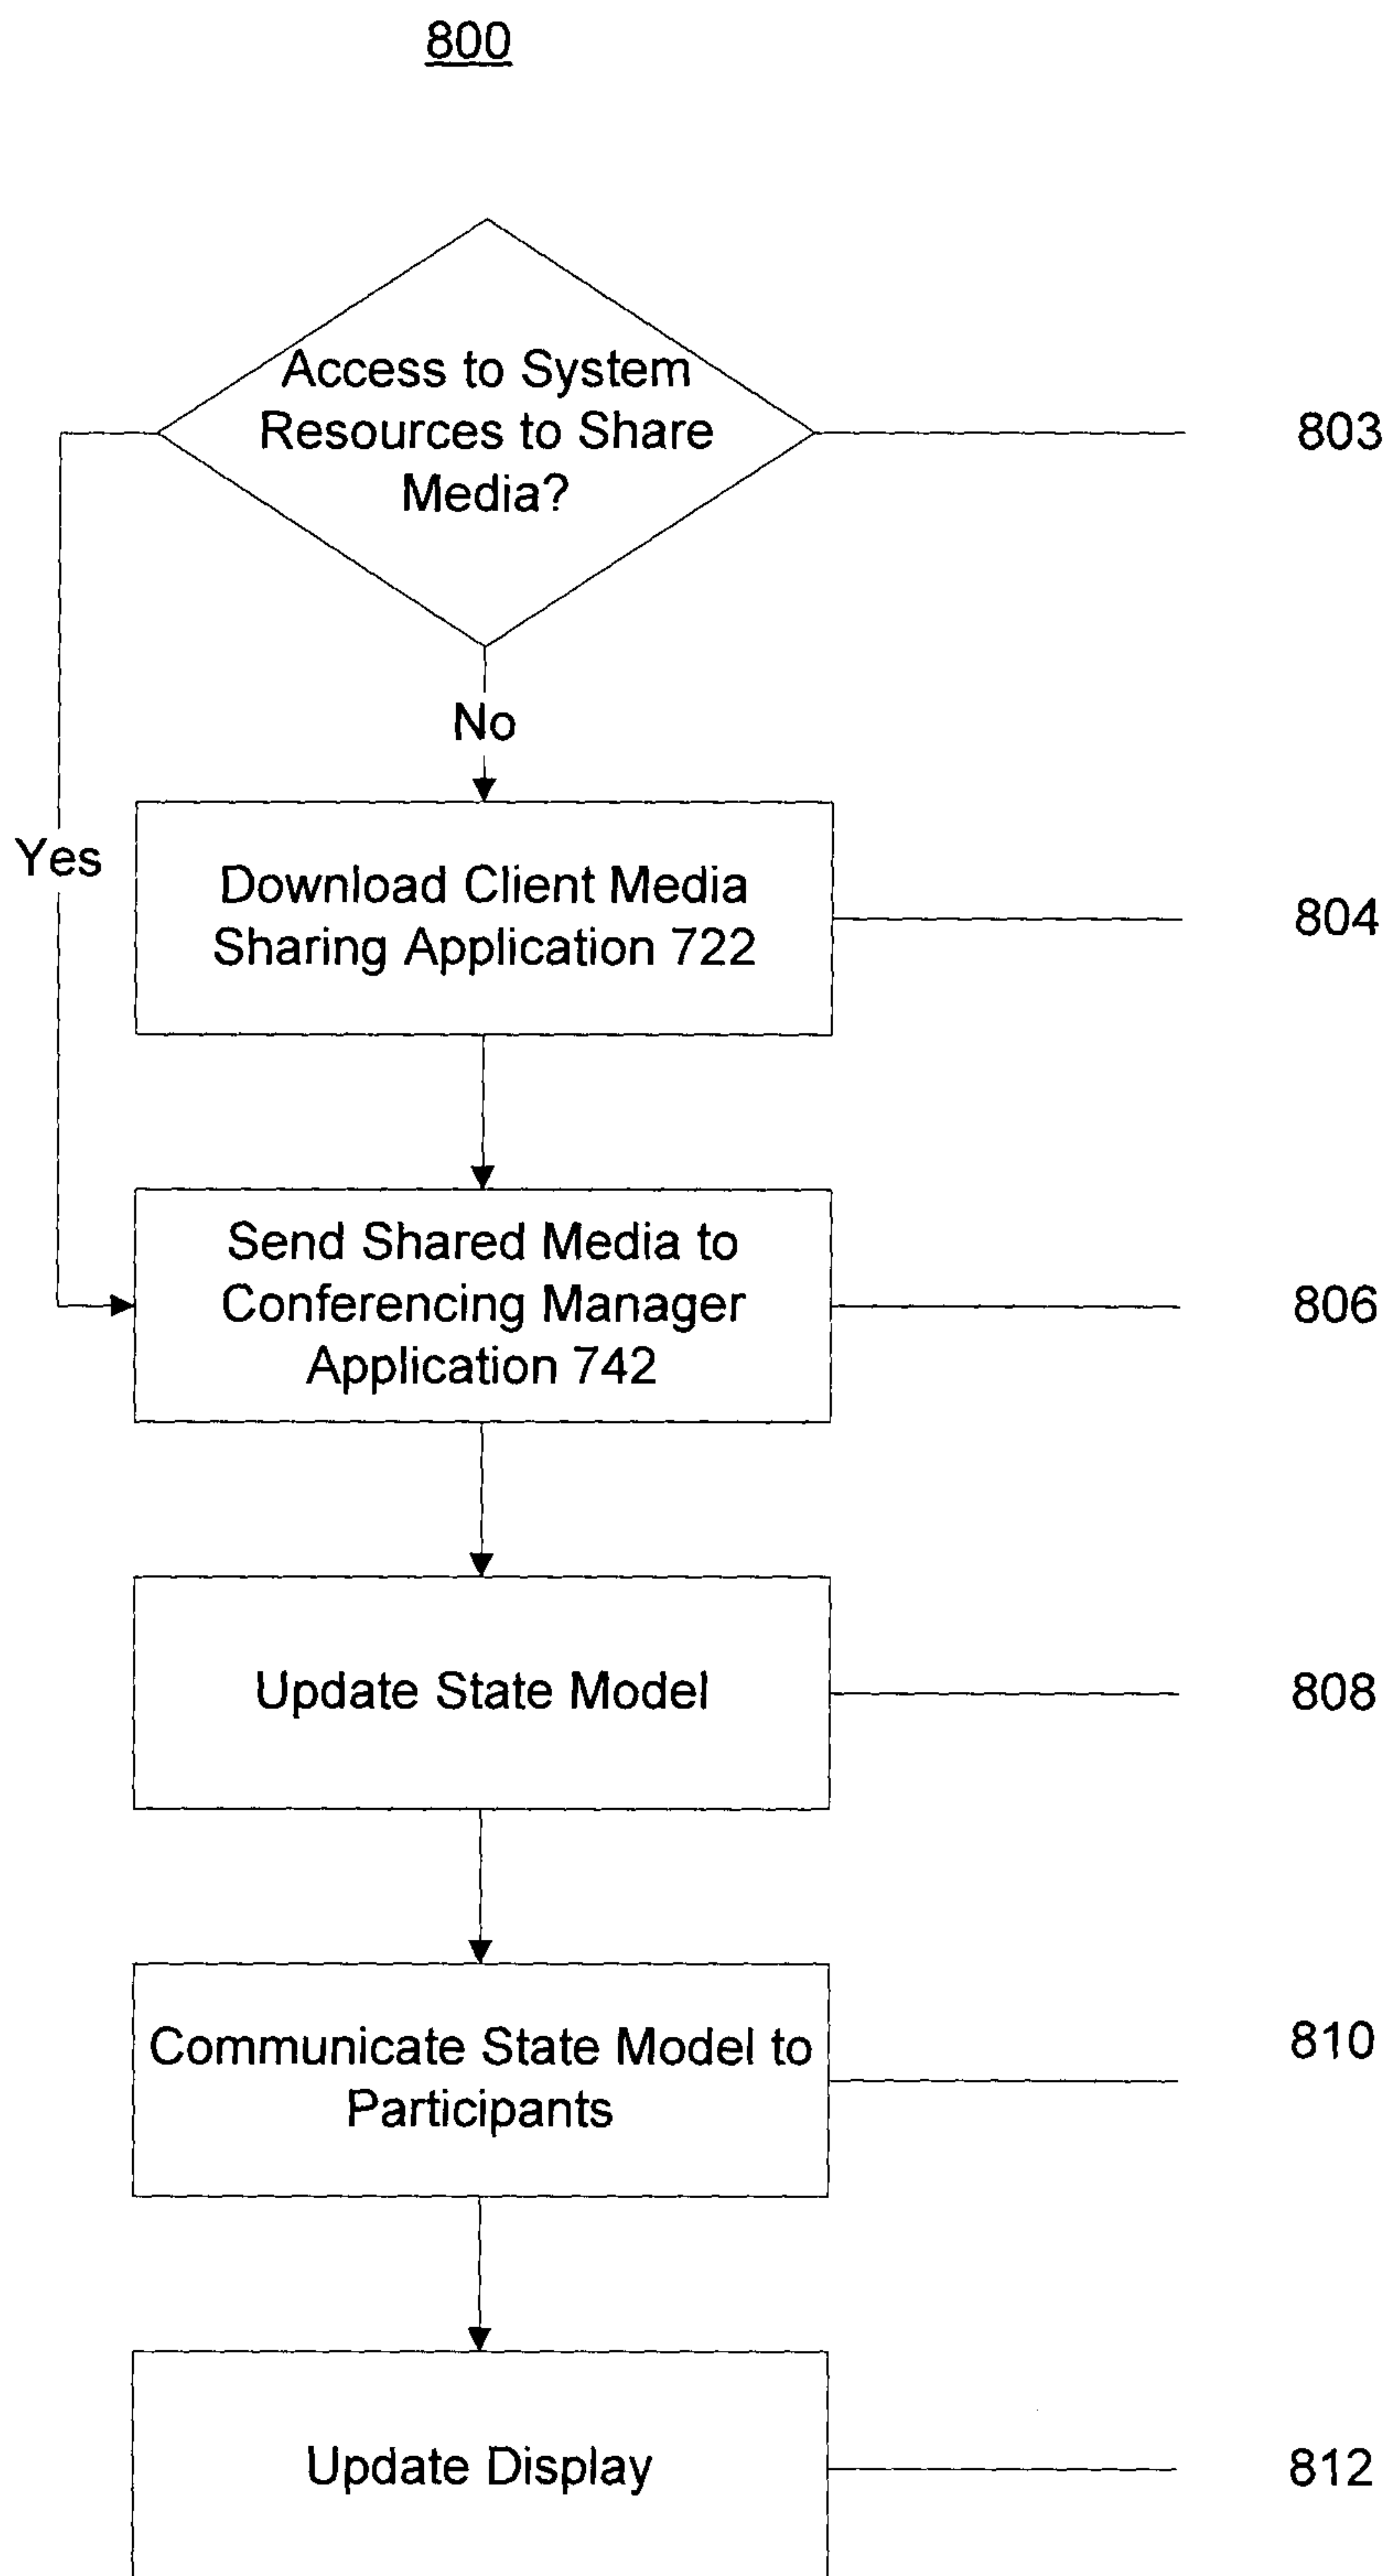 800
Access to System
Resources to Share
Media?
803
No
Yes
Download Client Media
Sharing Application 722
804
Send Shared Media to
Conferencing Manager
Application 742
806
Update State Model
808
Communicate State Model to
Participants
810
Update Display
812